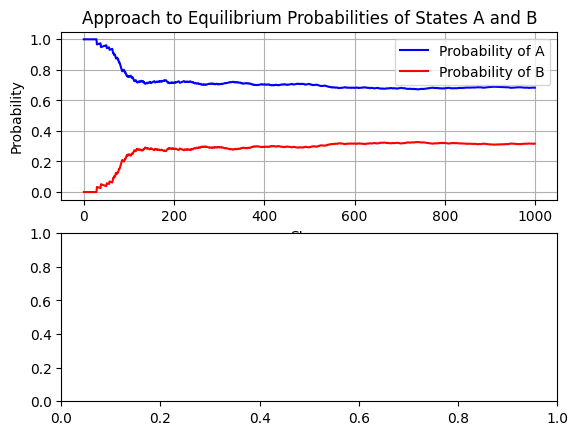 Approach to Equilibrium Probabilities of States A and B
1.0
0.8
0.6
0.4
0.2
0.0
Probability
Probability of A
Probability of B
0 200 400 600 800 1000
1.0
0.8
0.6
0.4
0.2
0.0
0.0 0.2 0.4 0.6 0.8 1.0